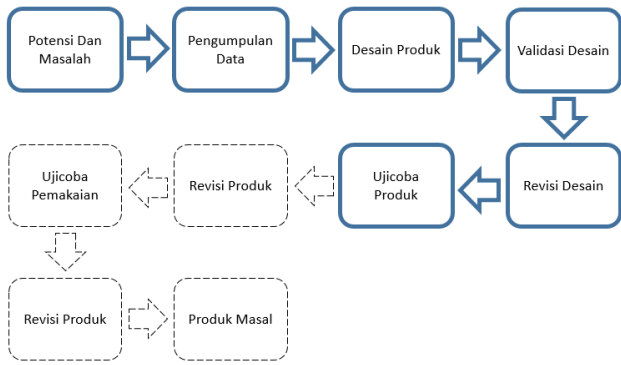 Potensi Dan
Masalah
Pengumpulan
Data
Desain Produk
Validasi Desain
Revisi Desain
Ujicoba
Produk
Revisi Produk
Ujicoba
Pemakaian
Revisi Produk
Produk Masal